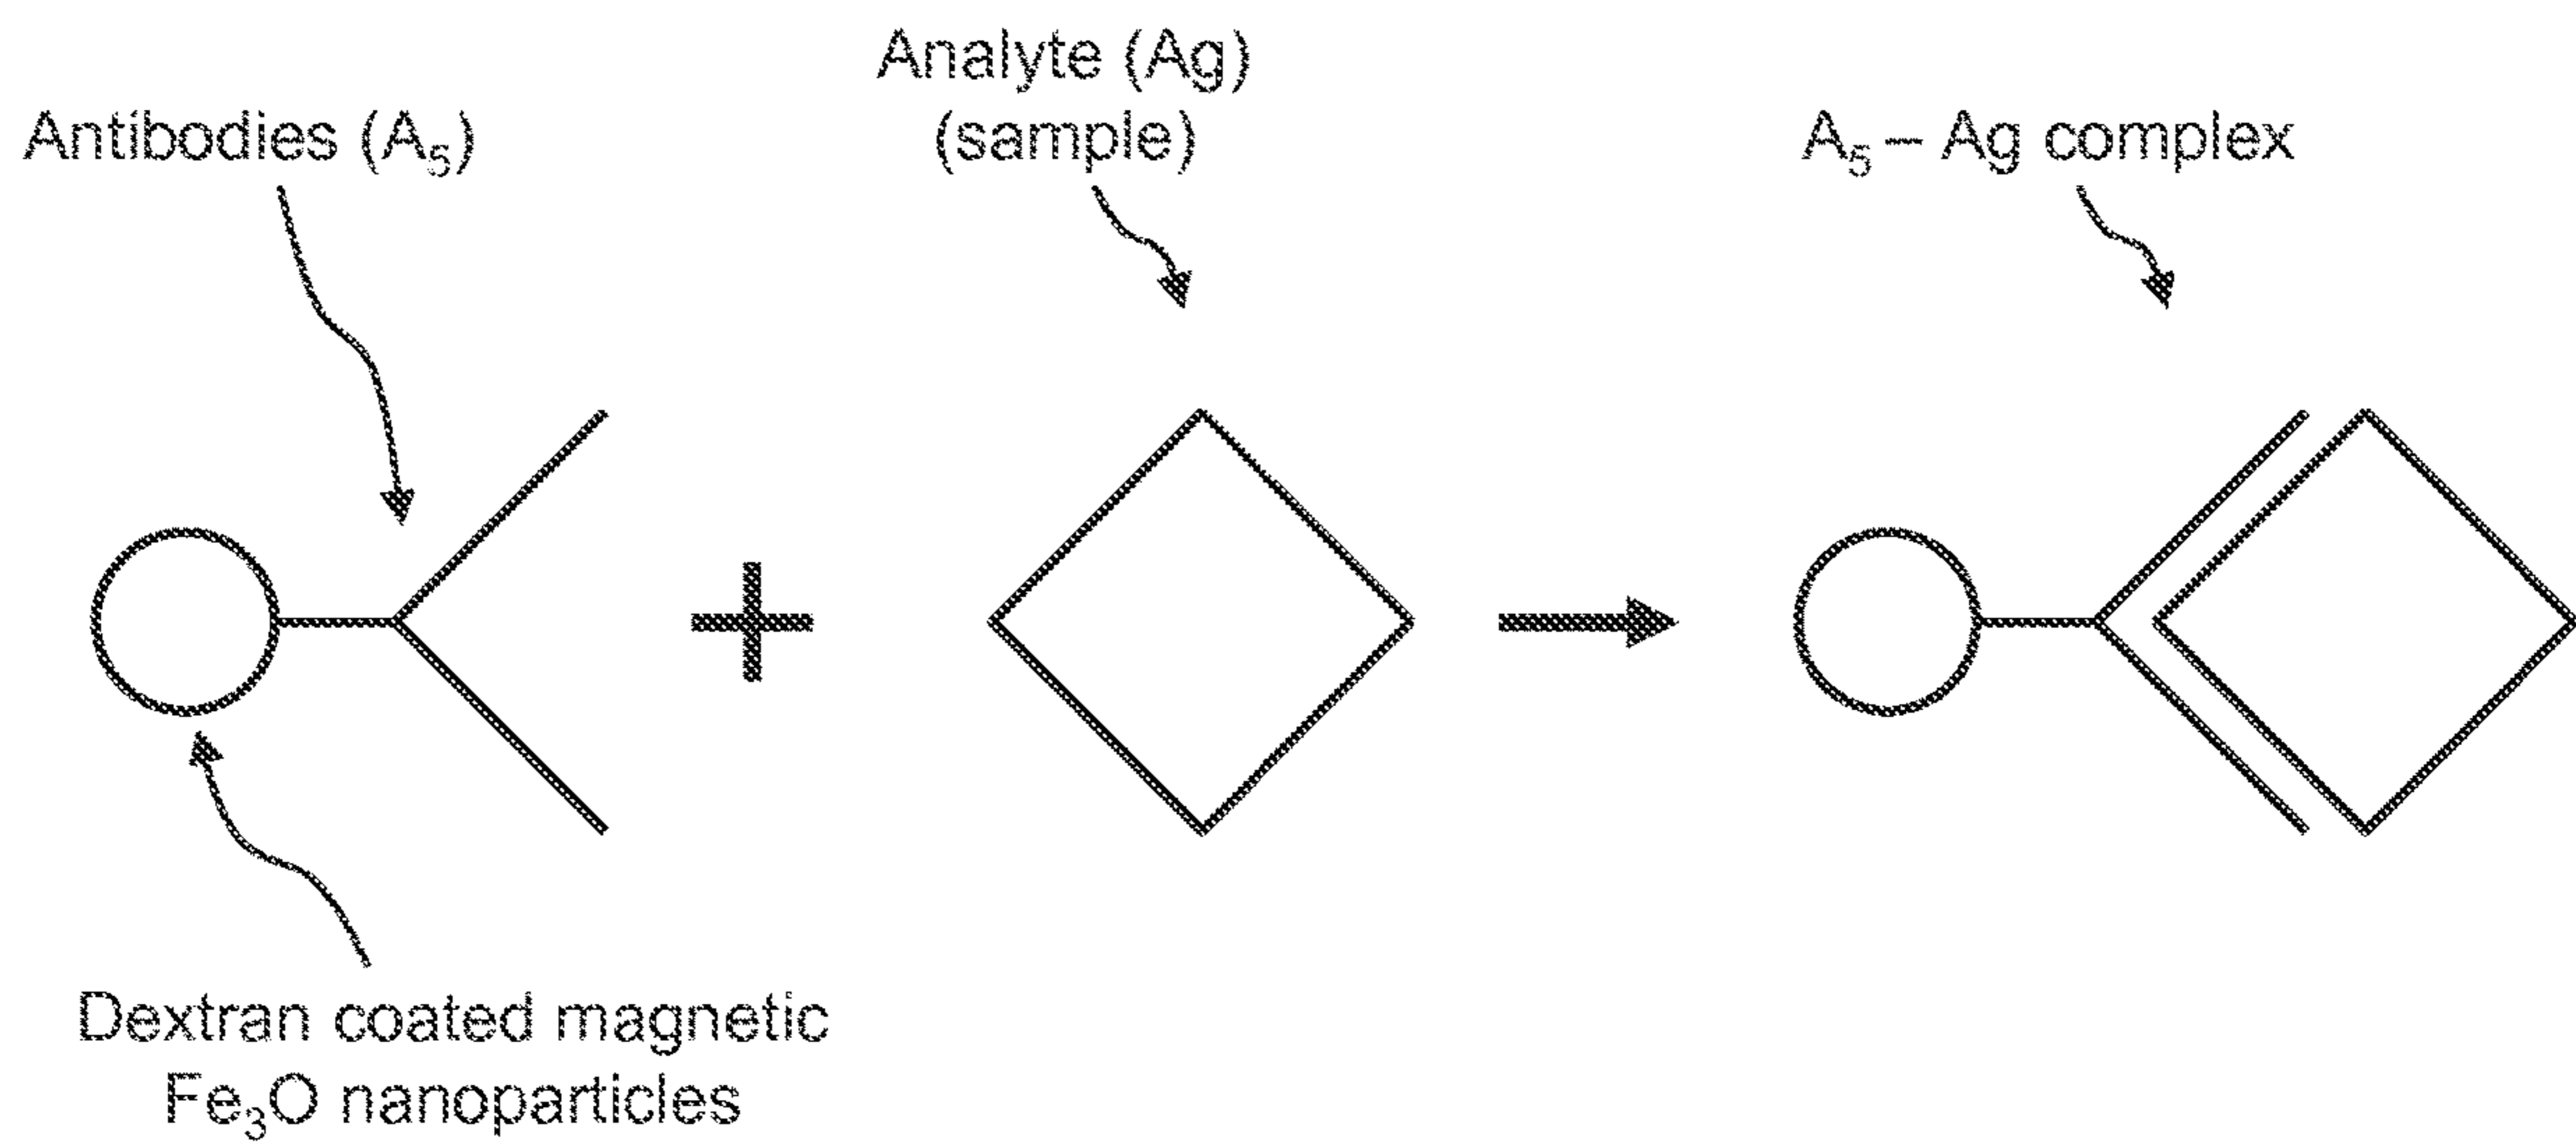 Analyte (Ag)
(sample)
Antibodies (A₅)
A₅ – Ag complex
Dextran coated magnetic
Fe₃O nanoparticles